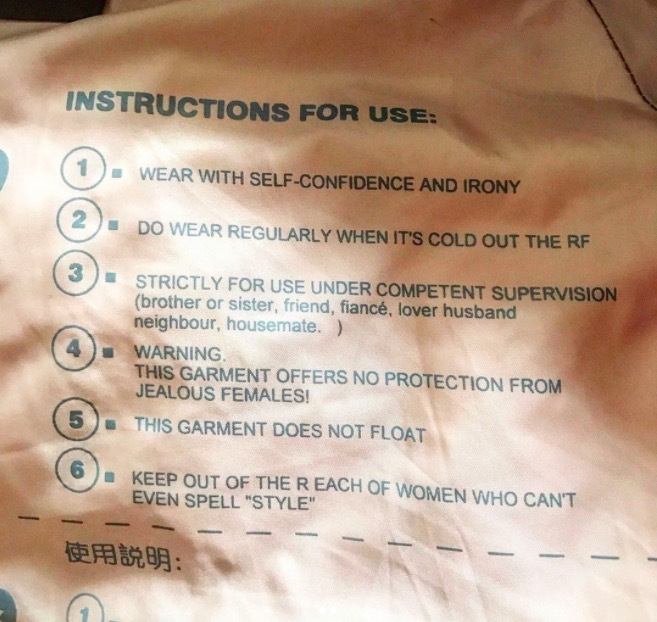 INSTRUCTIONS FOR USE:
1 ▪ WEAR WITH SELF-CONFIDENCE AND IRONY
2 ▪ DO WEAR REGULARLY WHEN IT'S COLD OUT THE RF
3 ▪ STRICTLY FOR USE UNDER COMPETENT SUPERVISION
(brother or sister, friend, fiancé, lover husband
neighbour, housemate. )
4 ▪ WARNING.
THIS GARMENT OFFERS NO PROTECTION FROM
JEALOUS FEMALES!
5 ▪ THIS GARMENT DOES NOT FLOAT
6 ▪ KEEP OUT OF THE R EACH OF WOMEN WHO CAN'T
EVEN SPELL "STYLE"
使用説明:
1